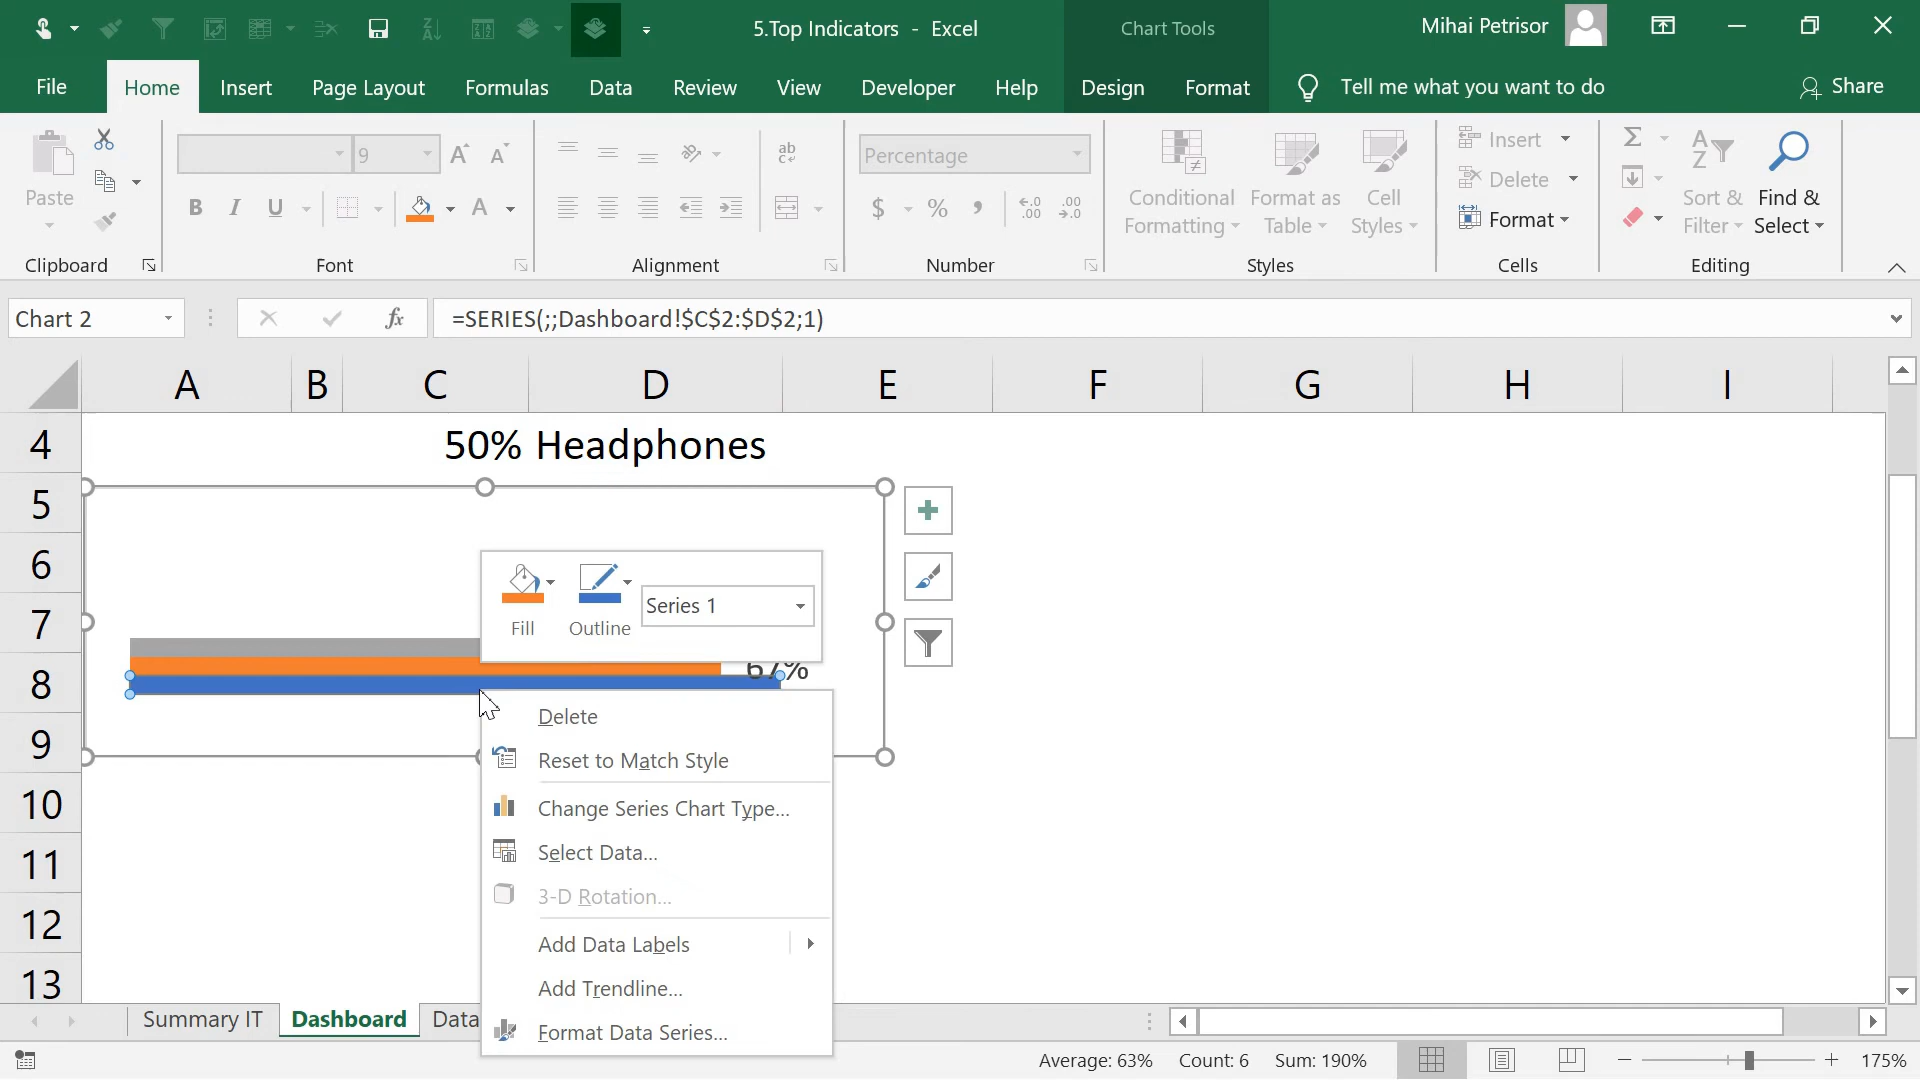 5.Top Indicators - Excel
Chart Tools
Mihai Petrisor
File Home Insert Page Layout Formulas Data Review View Developer Help Design Format Tell me what you want to do Share
9
ab
Percentage
Insert
Delete
Format
Paste
B I U A
$ % ,
Conditional Formatting
Format as Table
Cell Styles
Sort & Filter
Find & Select
Clipboard Font Alignment Number Styles Cells Editing
Chart 2 fx =SERIES(;;Dashboard!$C$2:$D$2;1)
A B C D E F G H I
4 50% Headphones
5
6
7
8
9
10
11
12
13
Fill
Outline
Series 1
67%
Delete
Reset to Match Style
Change Series Chart Type...
Select Data...
3-D Rotation...
Add Data Labels
Add Trendline...
Format Data Series...
Summary IT Dashboard Data
Average: 63% Count: 6 Sum: 190% 175%